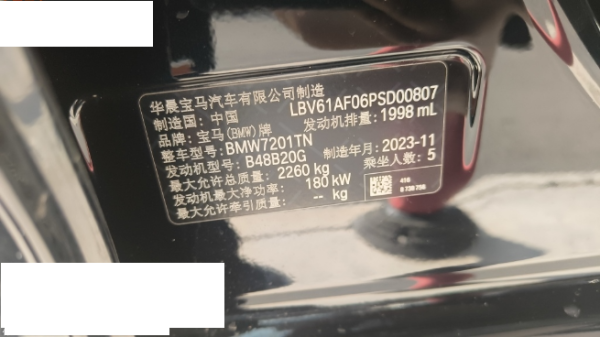 华晨宝马汽车有限公司制造
制造国：中国 LBV61AF06PSD00807
品牌：宝马(BMW)牌 发动机排量：1998 mL
整车型号：BMW7201TN
发动机型号：B48B20G 制造年月：2023-11
最大允许总质量：2260 kg 乘坐人数：5
发动机最大净功率：180 kW
最大允许牵引质量：-- kg